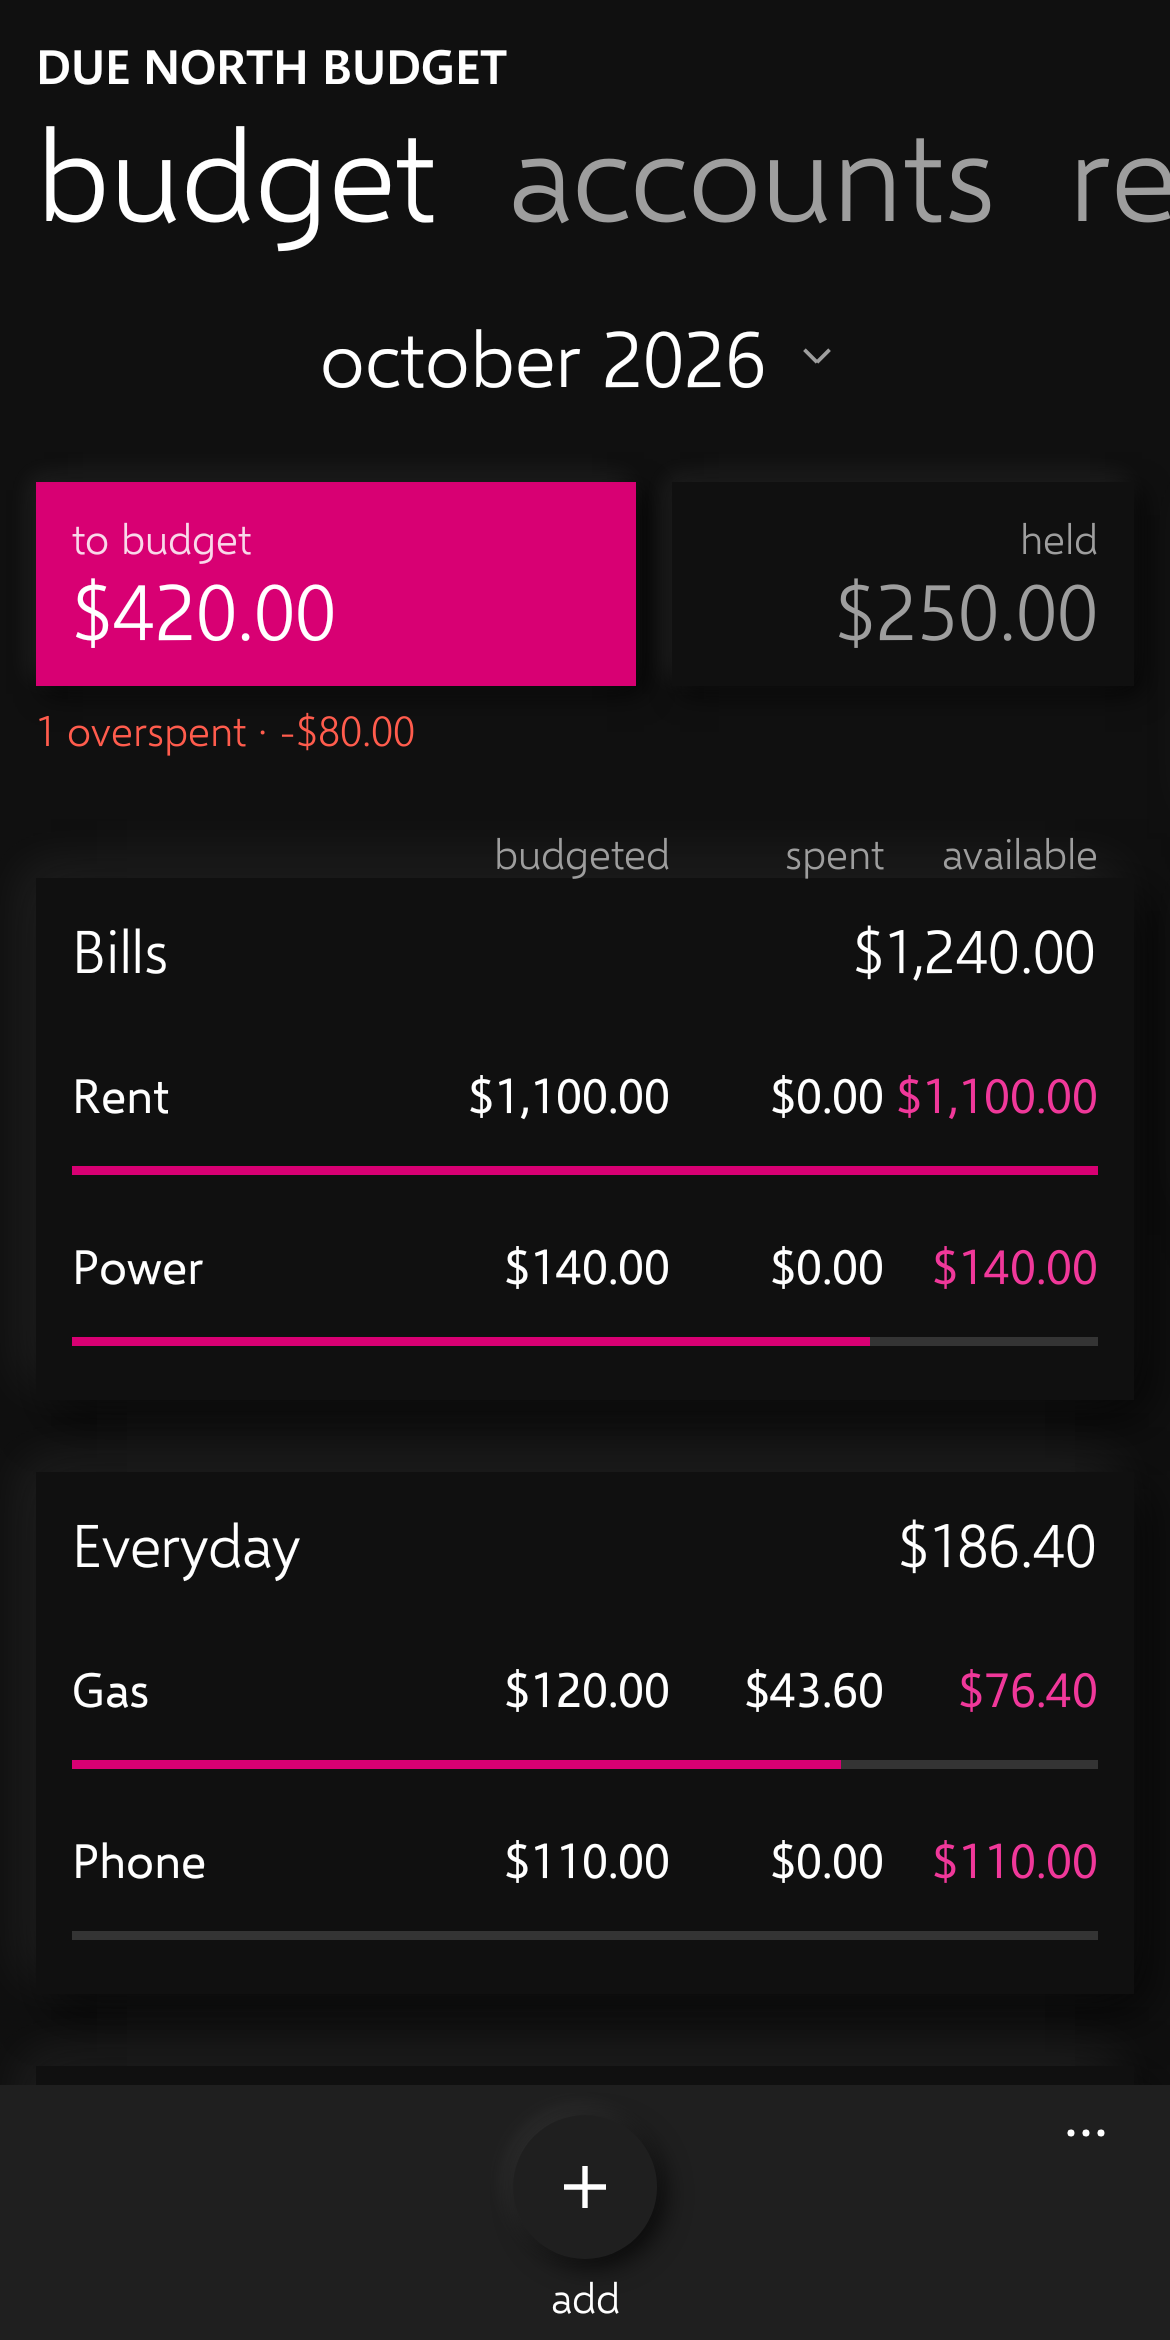 DUE NORTH BUDGET
budget accounts re
october 2026
to budget
$420.00
held
$250.00
1 overspent · -$80.00
budgeted spent available
Bills $1,240.00
Rent $1,100.00 $0.00 $1,100.00
Power $140.00 $0.00 $140.00
Everyday $186.40
Gas $120.00 $43.60 $76.40
Phone $110.00 $0.00 $110.00
add